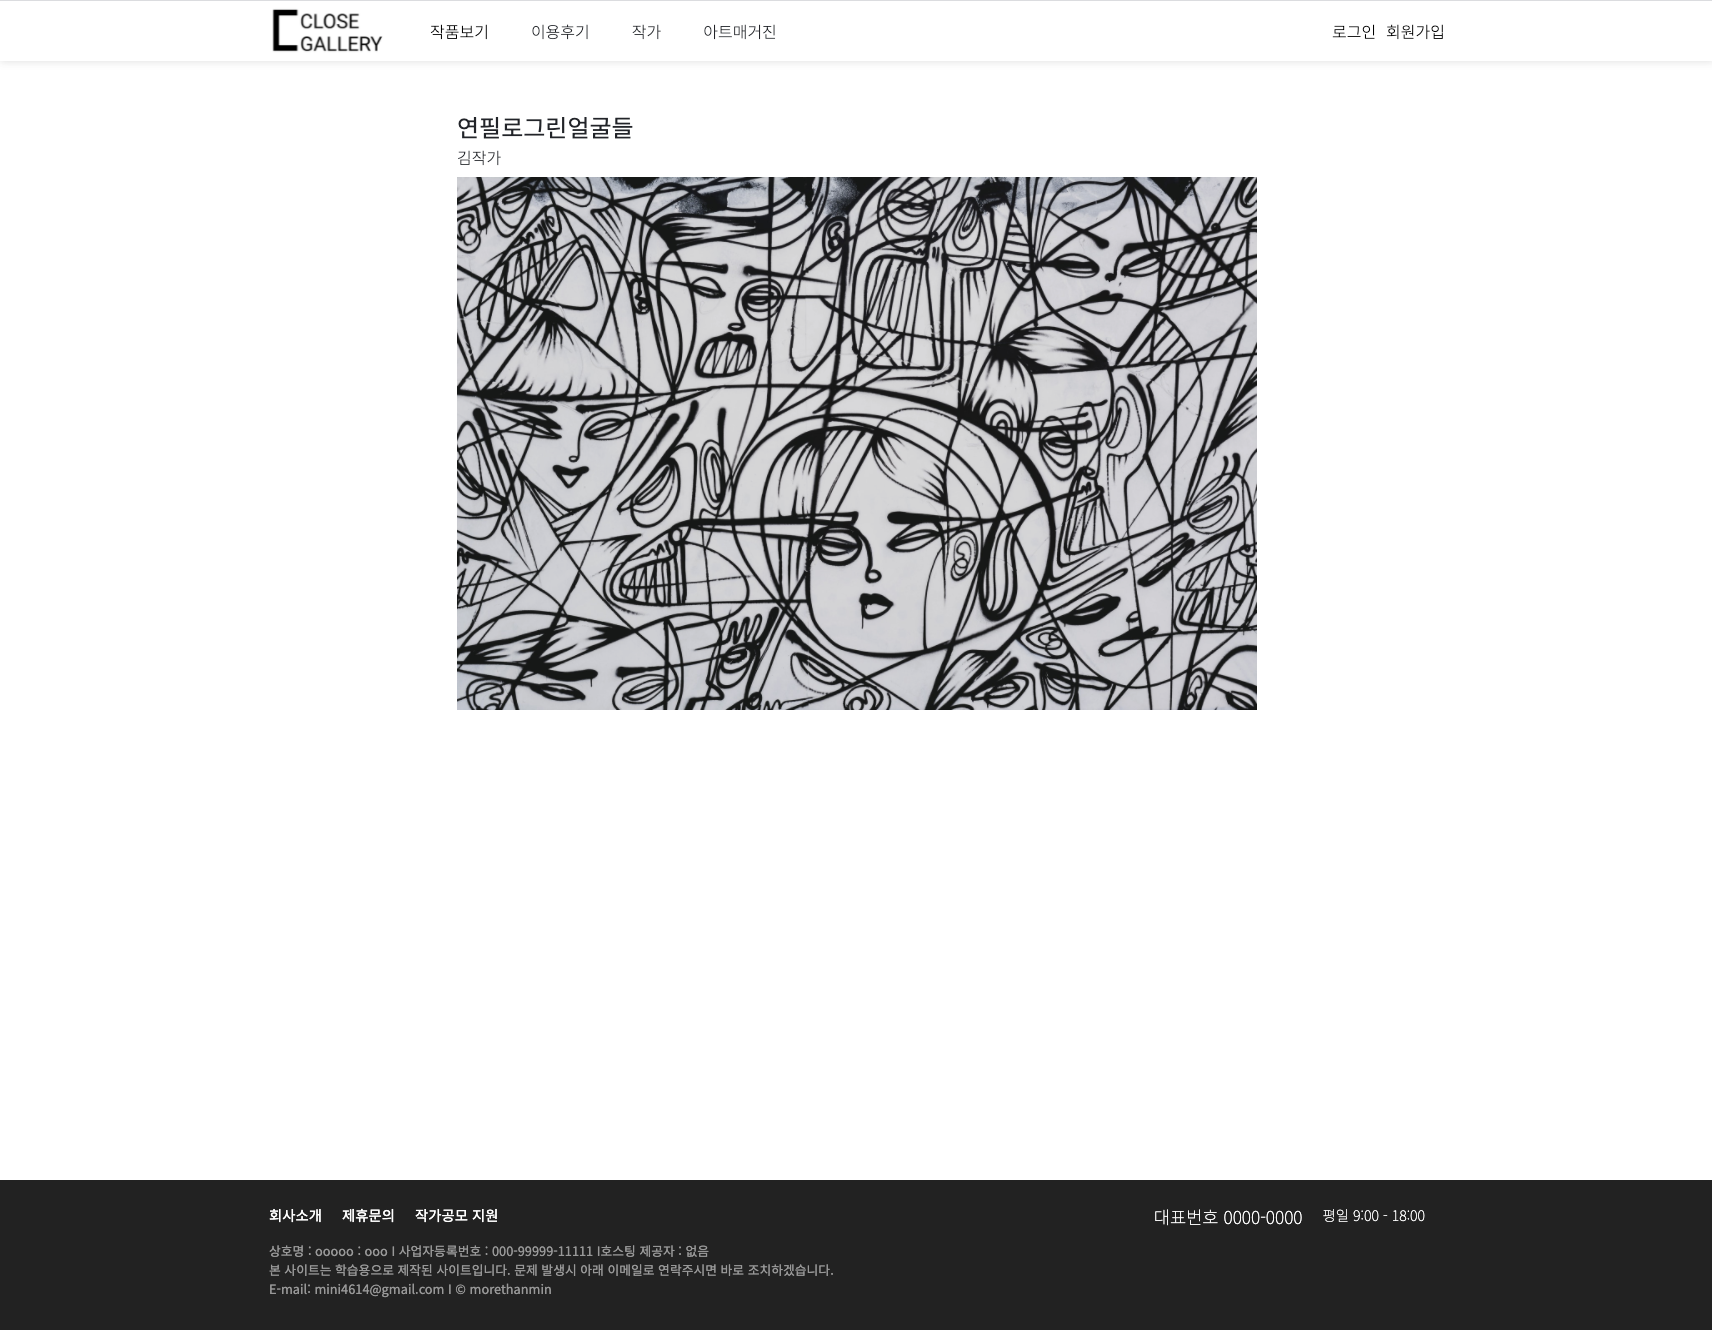 CLOSE
GALLERY
작품보기 이용후기 작가 아트매거진 로그인 회원가입
연필로그린얼굴들
김작가
회사소개 제휴문의 작가공모 지원 대표번호 0000-0000 평일 9:00 - 18:00
상호명 : ooooo : ooo I 사업자등록번호 : 000-99999-11111 I호스팅 제공자 : 없음
본 사이트는 학습용으로 제작된 사이트입니다. 문제 발생시 아래 이메일로 연락주시면 바로 조치하겠습니다.
E-mail: mini4614@gmail.com I © morethanmin